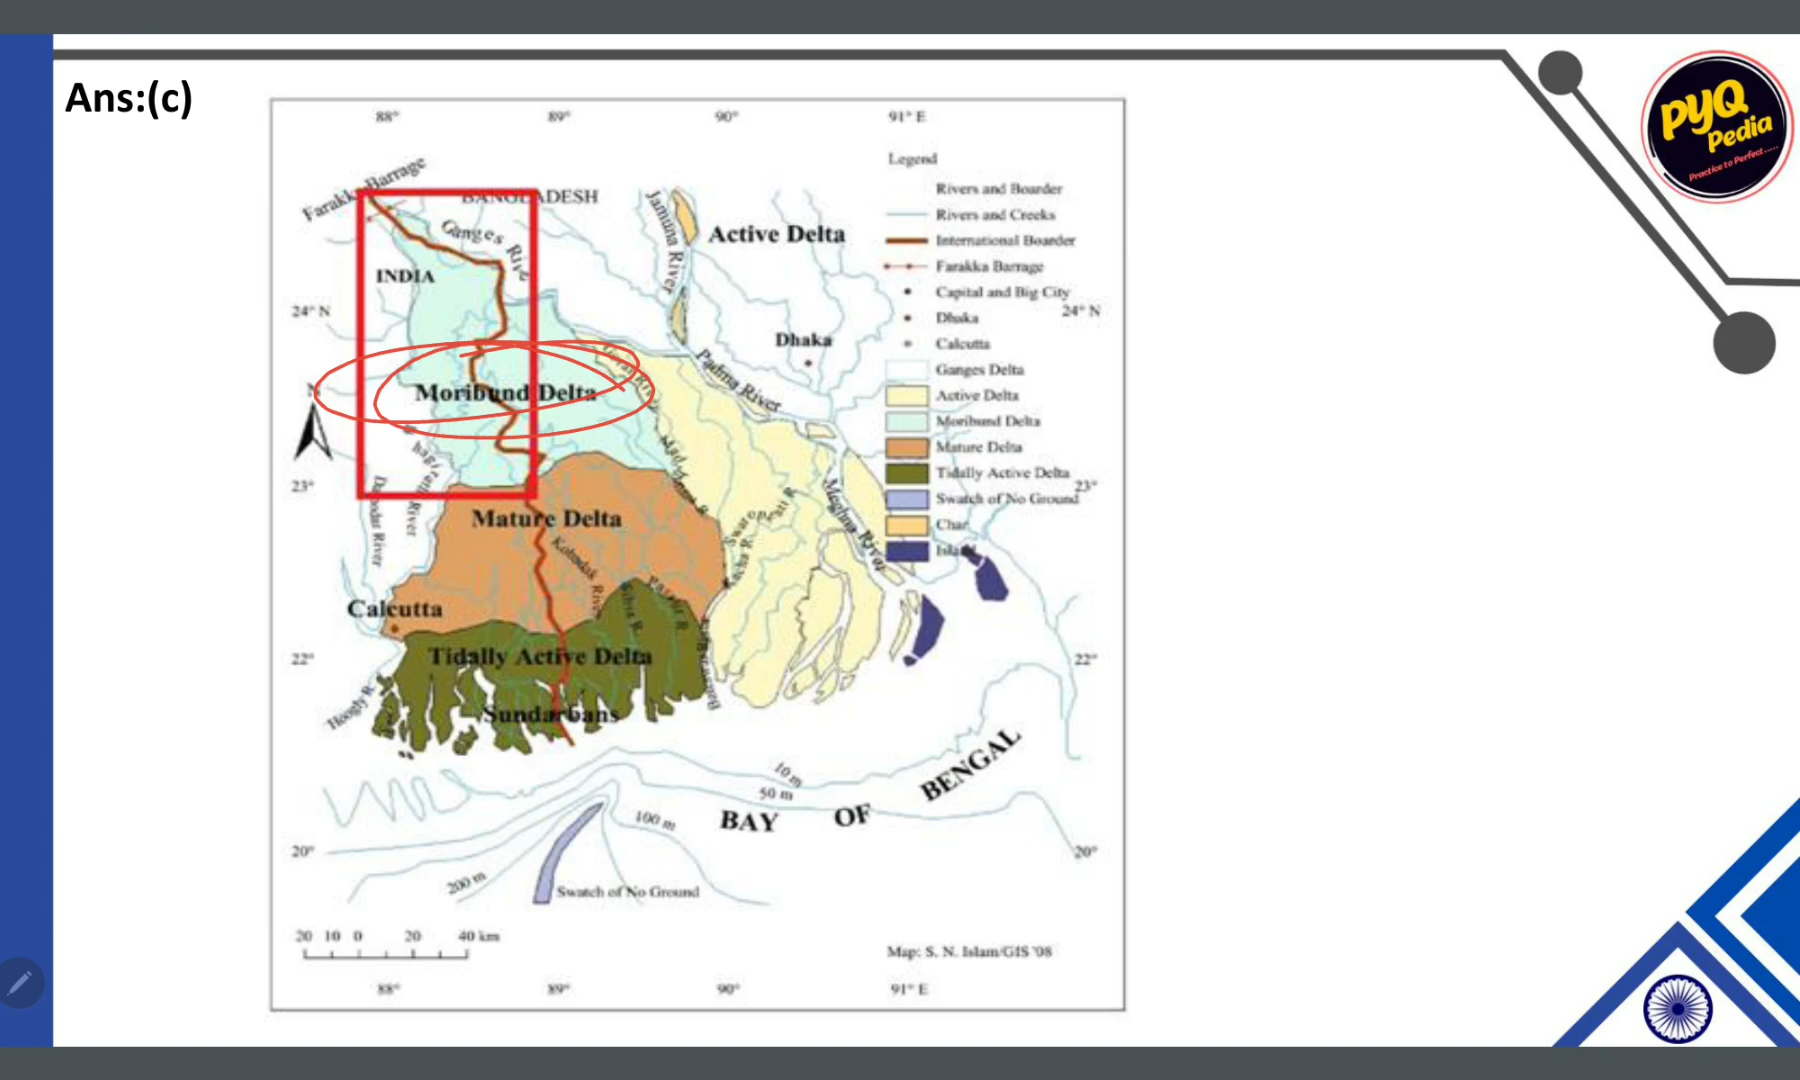 Ans:(c)
PYQ
Pedia
Practice to Perfect.....
88° 89° 90° 91° E
Legend
Farakka Barrage
BANGLADESH
Rivers and Boarder
Rivers and Creeks
Jamuna River
Active Delta
International Boarder
Ganges River
Farakka Barrage
INDIA
Capital and Big City
24° N
24° N
Dhaka
Dhaka
Calcutta
Padma River
Ganges Delta
Moribund Delta
Active Delta
Moribund Delta
Mature Delta
Tidally Active Delta
23°
23°
Swatch of No Ground
Damodar River
River
Meghna River
Mature Delta
Char
Island
Kobadak River
Calcutta
22°
22°
Tidally Active Delta
Hoogly R.
Sundarbans
BAY OF BENGAL
10 m
50 m
100 m
20°
20°
200 m
Swatch of No Ground
20 10 0 20 40 km
Map: S. N. Islam/GIS '08
88° 89° 90° 91° E